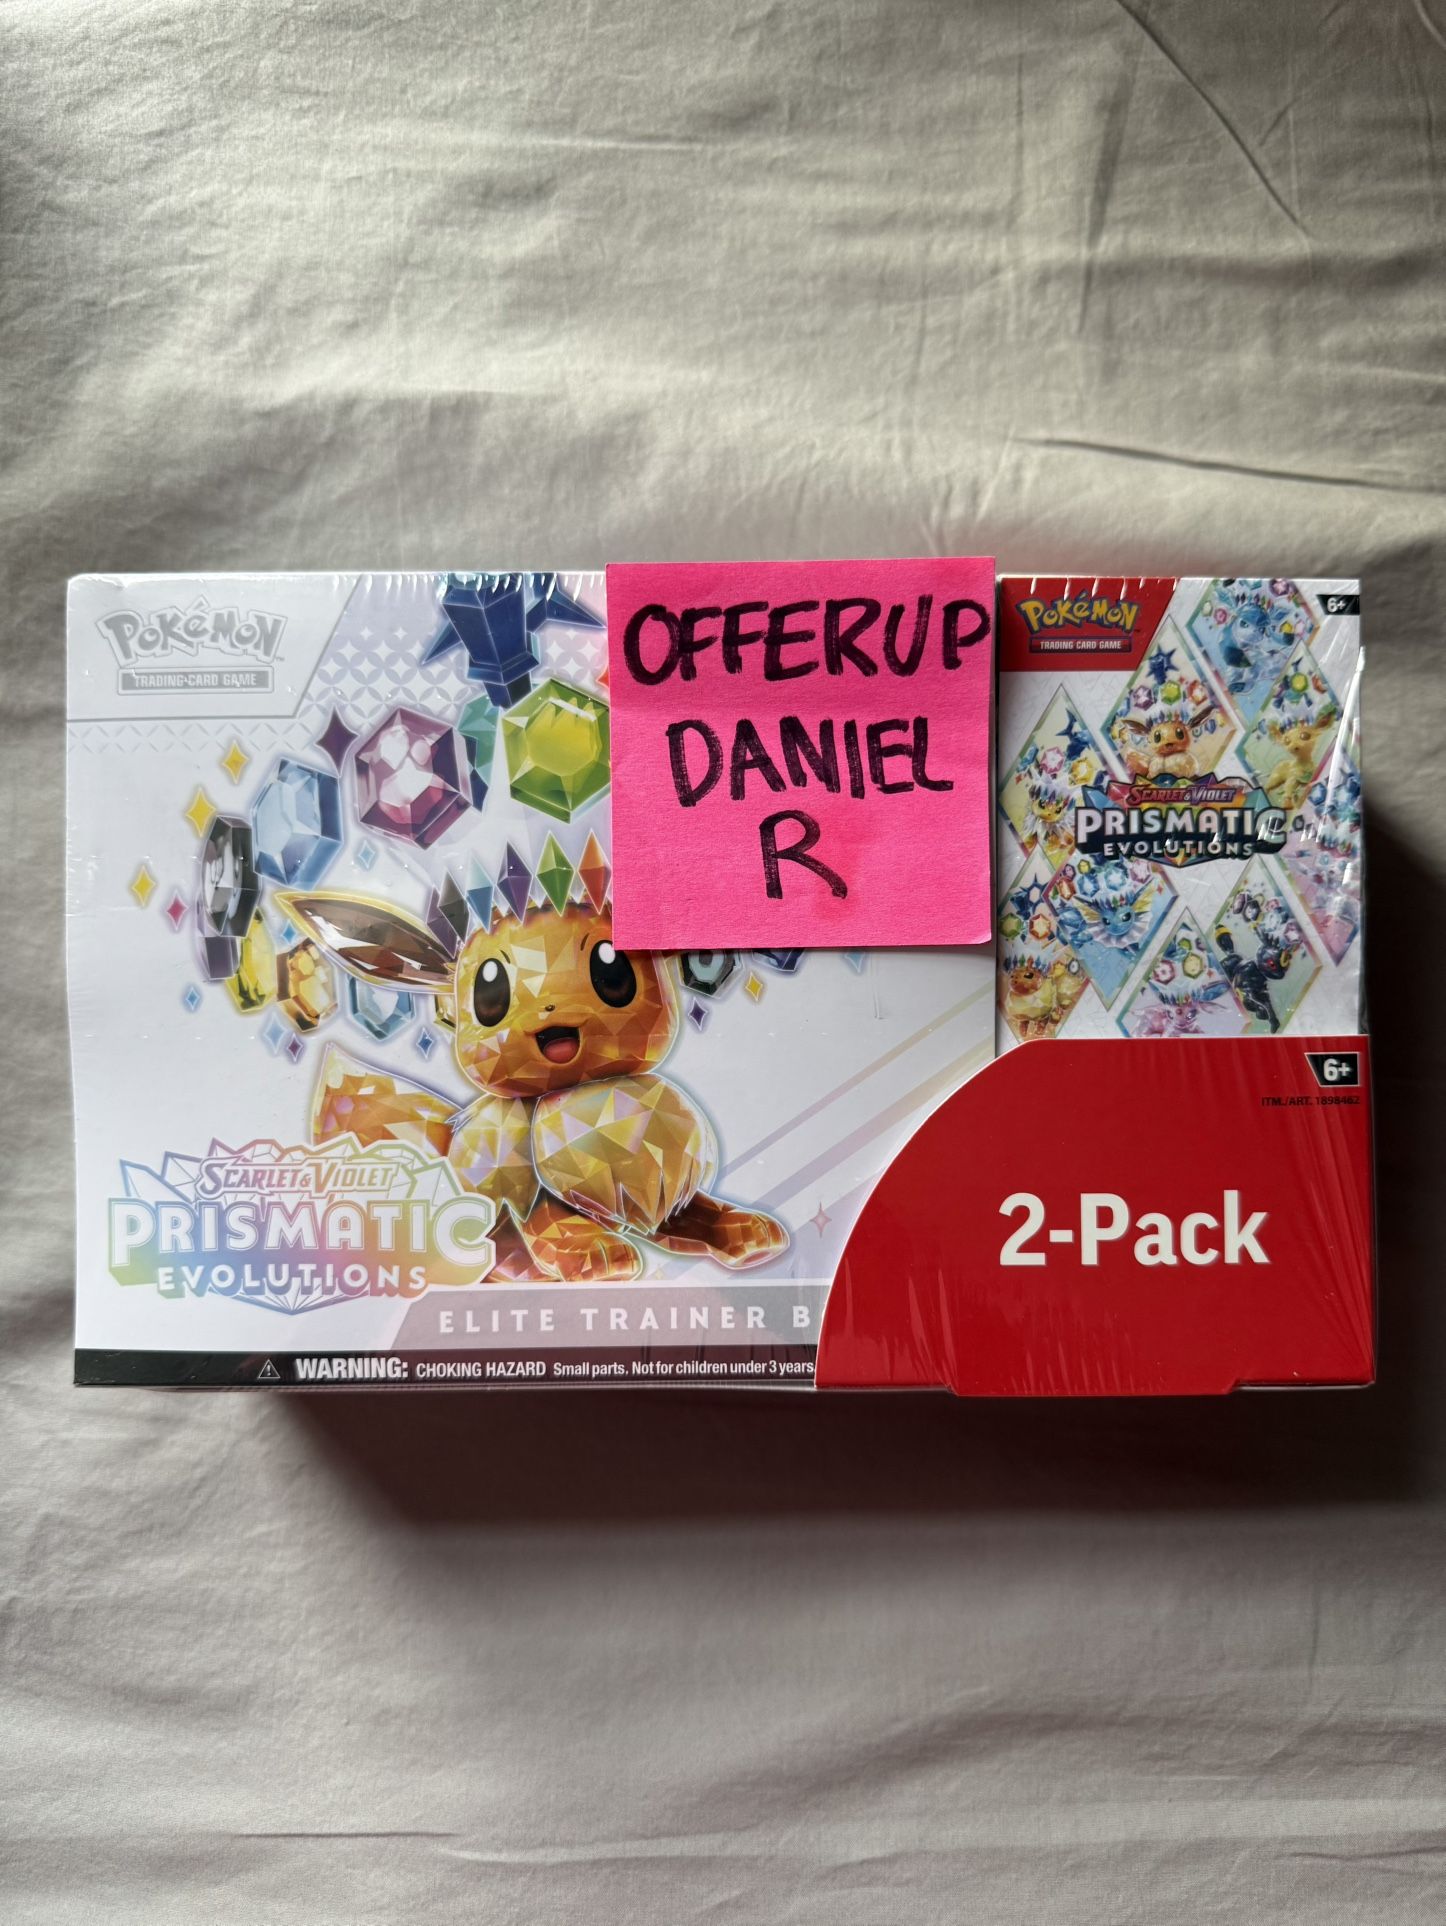 POKéMON
TRADING CARD GAME
OFFERUP
DANIEL
R
POKéMON
TRADING CARD GAME
6+
SCARLET & VIOLET
PRISMATIC
EVOLUTIONS
6+
ITM./ART. 1898462
2-Pack
SCARLET & VIOLET
PRISMATIC
EVOLUTIONS
ELITE TRAINER B
WARNING: CHOKING HAZARD Small parts. Not for children under 3 years